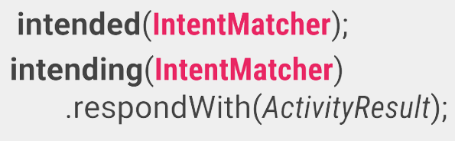 intended(IntentMatcher);
intending(IntentMatcher)
.respondWith(ActivityResult);